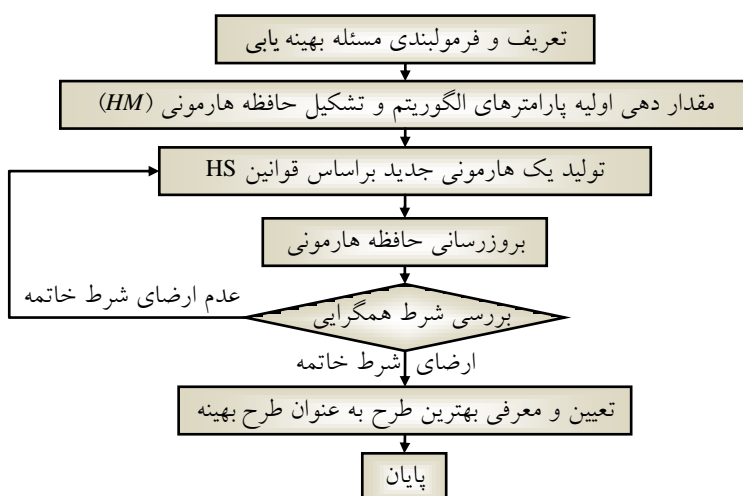 تعریف و فرمولبندی مسئله بهینه یابی
مقدار دهی اولیه پارامترهای الگوریتم و تشکیل حافظه هارمونی (HM)
تولید یک هارمونی جدید براساس قوانین HS
بروزرسانی حافظه هارمونی
عدم ارضای شرط خاتمه
بررسی شرط همگرایی
ارضای شرط خاتمه
تعیین و معرفی بهترین طرح به عنوان طرح بهینه
پایان